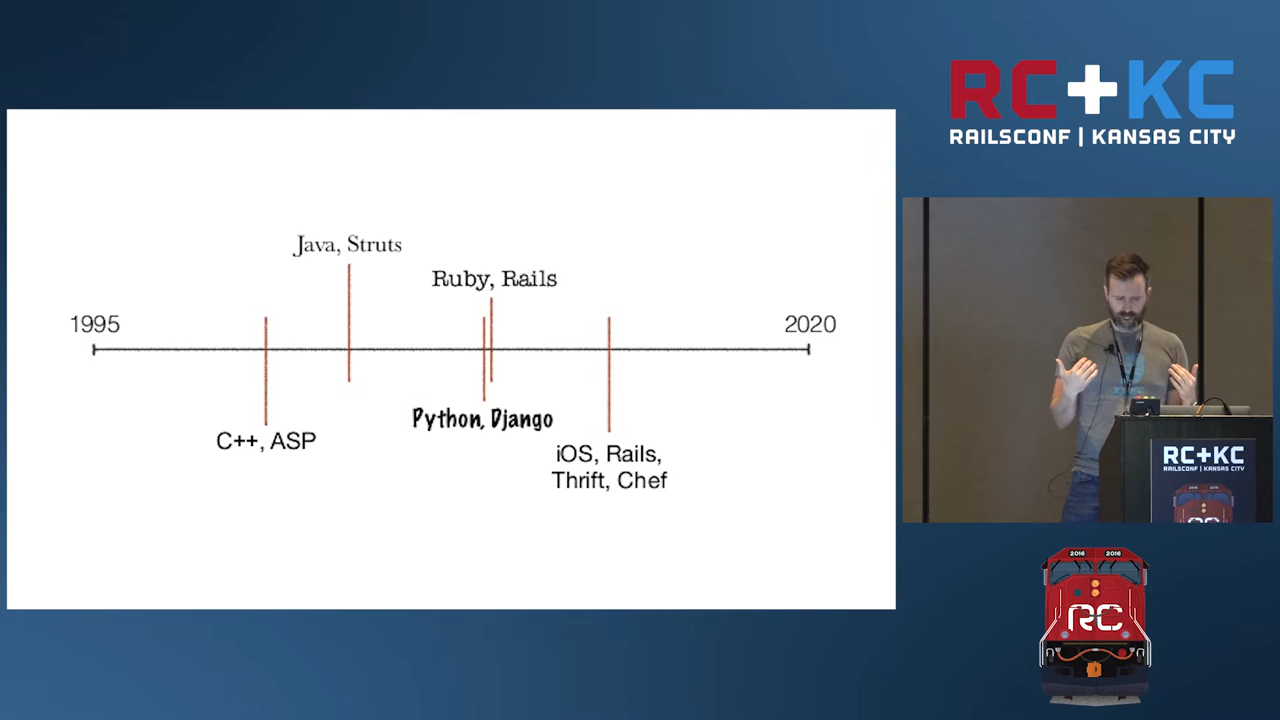 RC+KC
RAILSCONF | KANSAS CITY
Java, Struts
Ruby, Rails
1995
2020
Python, Django
C++, ASP
iOS, Rails,
Thrift, Chef
RC+KC
RAILSCONF | KANSAS CITY
2016 2016
RC